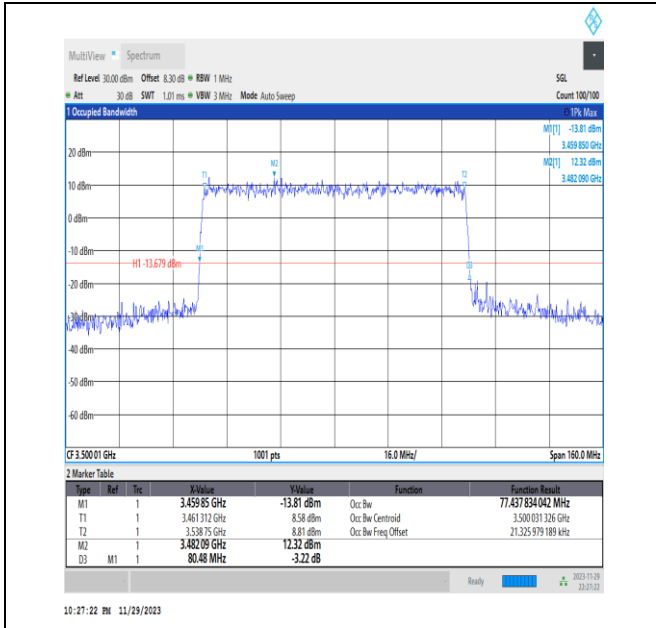 MultiView Spectrum
Ref Level 30.00 dBm Offset 8.30 dB RBW 1 MHz SGL
Att 30 dB SWT 1.01 ms VBW 3 MHz Mode Auto Sweep Count 100/100
1 Occupied Bandwidth 1Pk Max
M1[1] -13.81 dBm
3.459 850 GHz
M2[1] 12.32 dBm
3.482 090 GHz
20 dBm
M2
T1 T2
10 dBm
0 dBm
-10 dBm
M1
H1 -13.679 dBm
D3
-20 dBm
-30 dBm
-40 dBm
-50 dBm
-60 dBm
CF 3.500 01 GHz 1001 pts 16.0 MHz/ Span 160.0 MHz
2 Marker Table
Type Ref Trc X-Value Y-Value Function Function Result
M1 1 3.459 85 GHz -13.81 dBm Occ Bw 77.437 834 042 MHz
T1 1 3.461 312 GHz 8.58 dBm Occ Bw Centroid 3.500 031 326 GHz
T2 1 3.538 75 GHz 8.81 dBm Occ Bw Freq Offset 21.325 979 189 kHz
M2 1 3.482 09 GHz 12.32 dBm
D3 M1 1 80.48 MHz -3.22 dB
Ready 2023-11-29
22:27:22
10:27:22 PM 11/29/2023